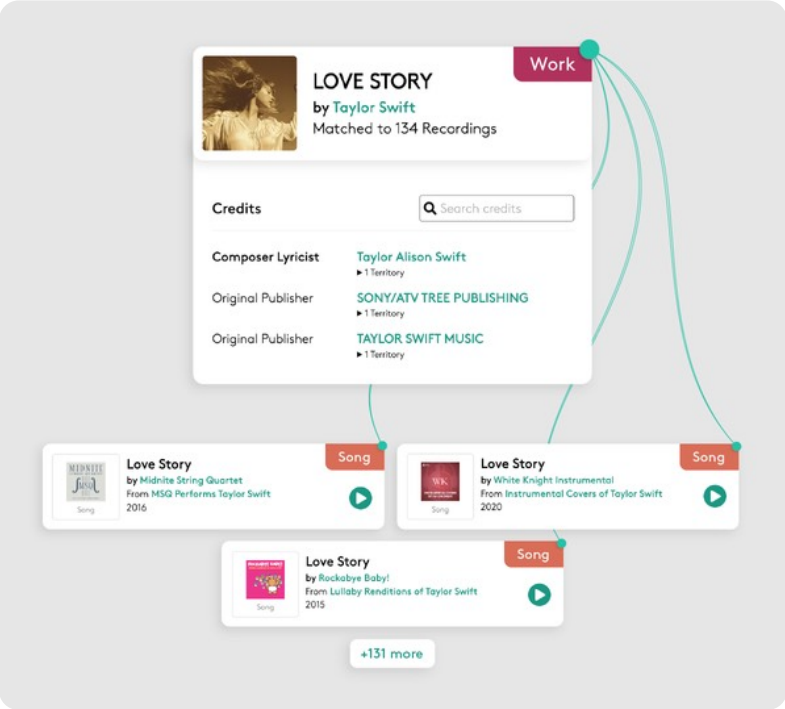 Work
LOVE STORY
by Taylor Swift
Matched to 134 Recordings
Credits
Search credits
Composer Lyricist
Taylor Alison Swift
▶ 1 Territory
Original Publisher
SONY/ATV TREE PUBLISHING
▶ 1 Territory
Original Publisher
TAYLOR SWIFT MUSIC
▶ 1 Territory
Song
MIDNITE
Song
Love Story
by Midnite String Quartet
From MSQ Performs Taylor Swift
2016
Song
WK
Song
Love Story
by White Knight Instrumental
From Instrumental Covers of Taylor Swift
2020
Song
Song
Love Story
by Rockabye Baby!
From Lullaby Renditions of Taylor Swift
2015
+131 more